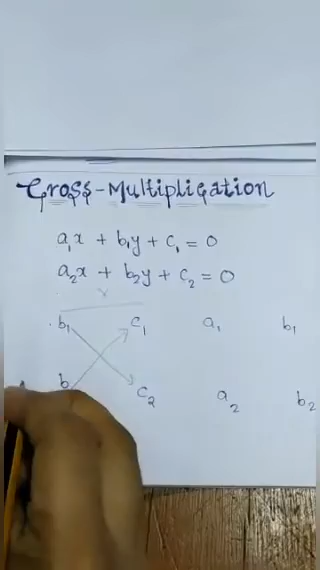 Cross-Multiplication
a₁x + b₁y + c₁ = 0
a₂x + b₂y + c₂ = 0
x
b₁ c₁ a₁ b₁
b c₂ a₂ b₂